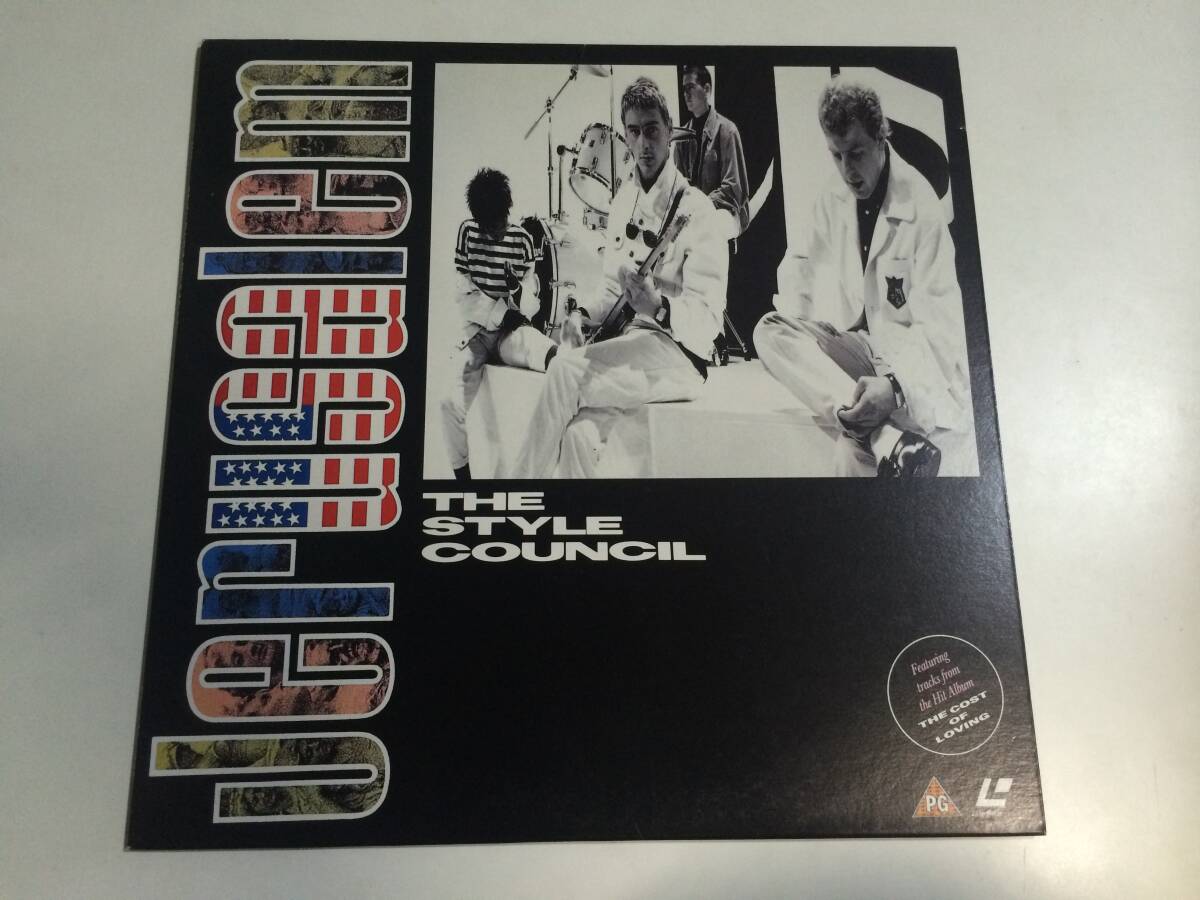 Jerusalem
THE
STYLE
COUNCIL
Featuring
tracks from
the Hit Album
THE COST
OF
LOVING
PG